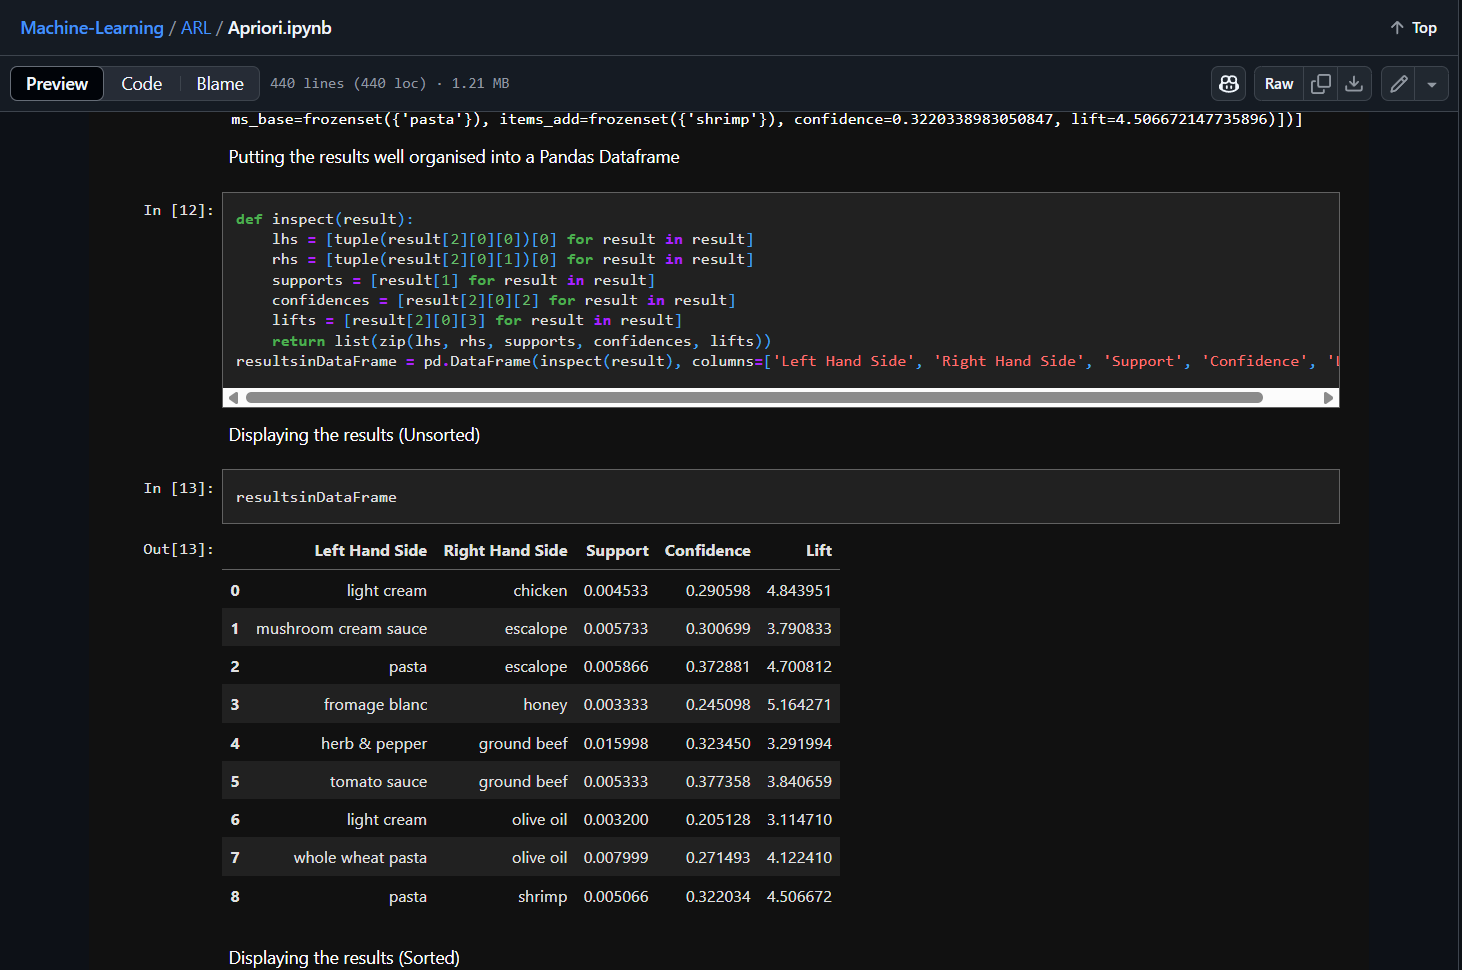 Machine-Learning / ARL / Apriori.ipynb
Top
Preview Code Blame 440 lines (440 loc) · 1.21 MB Raw
ms_base=frozenset({'pasta'}), items_add=frozenset({'shrimp'}), confidence=0.3220338983050847, lift=4.506672147735896)])]
Putting the results well organised into a Pandas Dataframe
In [12]:
def inspect(result):
    lhs = [tuple(result[2][0][0])[0] for result in result]
    rhs = [tuple(result[2][0][1])[0] for result in result]
    supports = [result[1] for result in result]
    confidences = [result[2][0][2] for result in result]
    lifts = [result[2][0][3] for result in result]
    return list(zip(lhs, rhs, supports, confidences, lifts))
resultsinDataFrame = pd.DataFrame(inspect(result), columns=['Left Hand Side', 'Right Hand Side', 'Support', 'Confidence', '
Displaying the results (Unsorted)
In [13]:
resultsinDataFrame
Out[13]:
Left Hand Side Right Hand Side Support Confidence Lift
0 light cream chicken 0.004533 0.290598 4.843951
1 mushroom cream sauce escalope 0.005733 0.300699 3.790833
2 pasta escalope 0.005866 0.372881 4.700812
3 fromage blanc honey 0.003333 0.245098 5.164271
4 herb & pepper ground beef 0.015998 0.323450 3.291994
5 tomato sauce ground beef 0.005333 0.377358 3.840659
6 light cream olive oil 0.003200 0.205128 3.114710
7 whole wheat pasta olive oil 0.007999 0.271493 4.122410
8 pasta shrimp 0.005066 0.322034 4.506672
Displaying the results (Sorted)